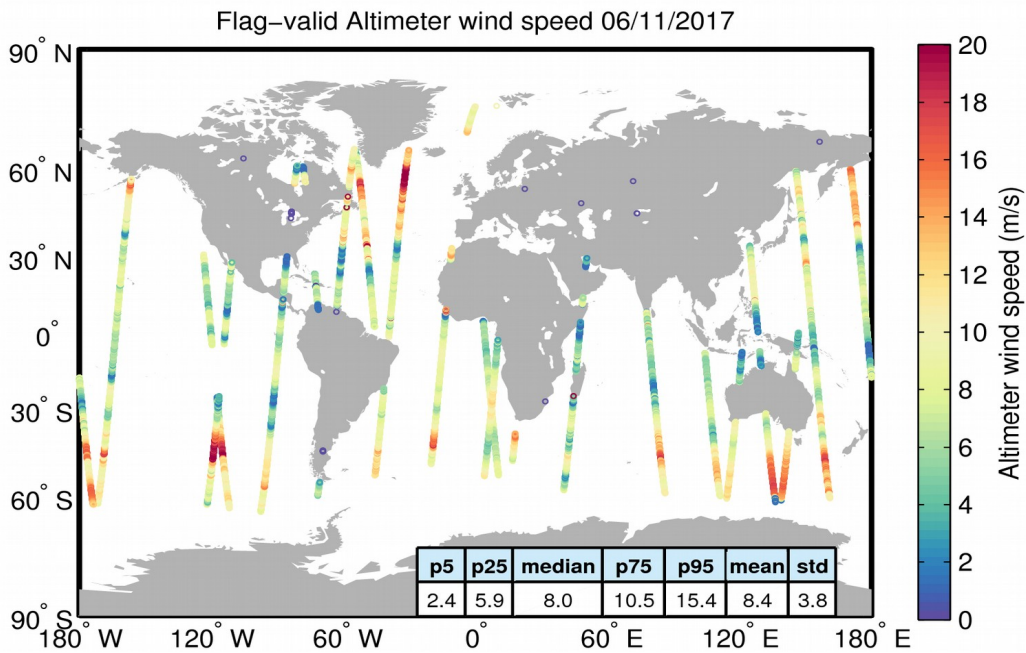 Flag−valid Altimeter wind speed 06/11/2017
90° N
60° N
30° N
0°
30° S
60° S
90° S
180° W
120° W
60° W
0°
60° E
120° E
180° E
p5 p25 median p75 p95 mean std
2.4 5.9 8.0 10.5 15.4 8.4 3.8
20
18
16
14
12
10
8
6
4
2
0
Altimeter wind speed (m/s)